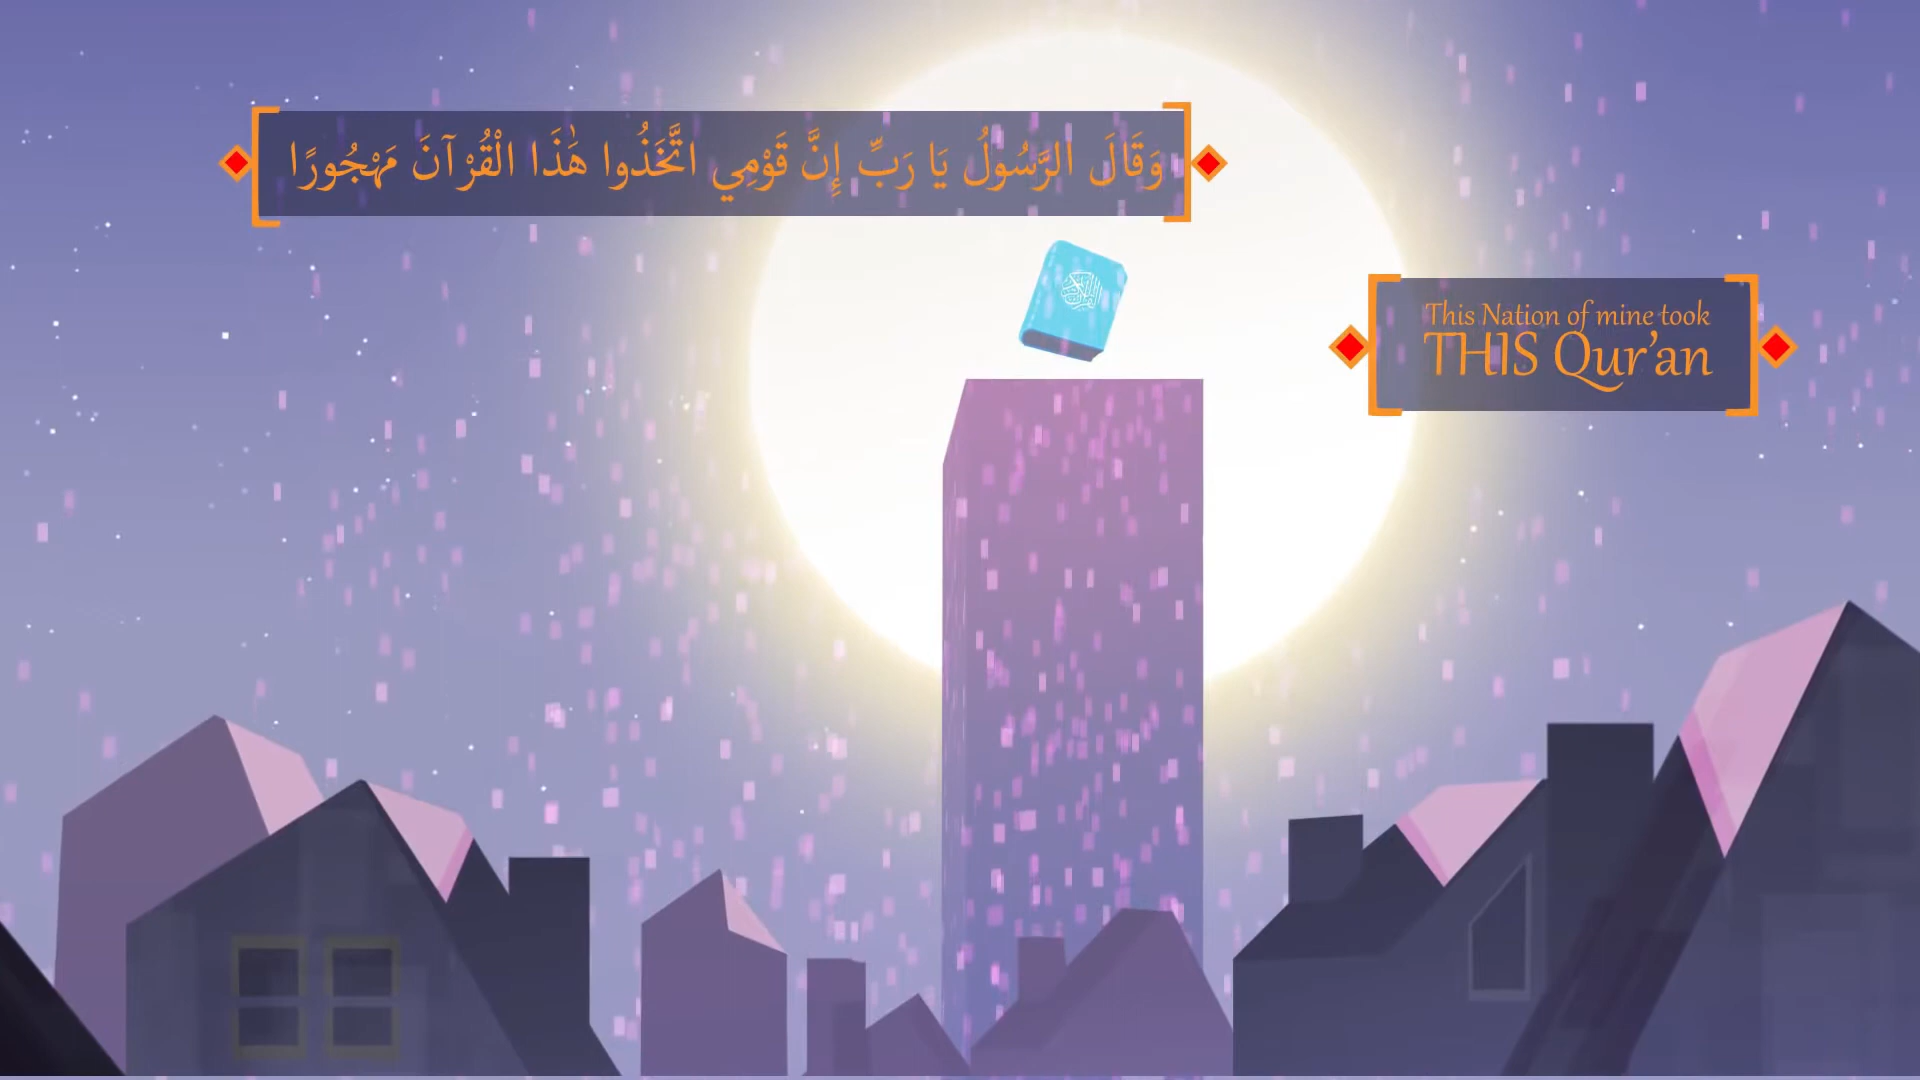 وَقَالَ الرَّسُولُ يَا رَبِّ إِنَّ قَوْمِي اتَّخَذُوا هَٰذَا الْقُرْآنَ مَهْجُورًا
This Nation of mine took
THIS Qur'an